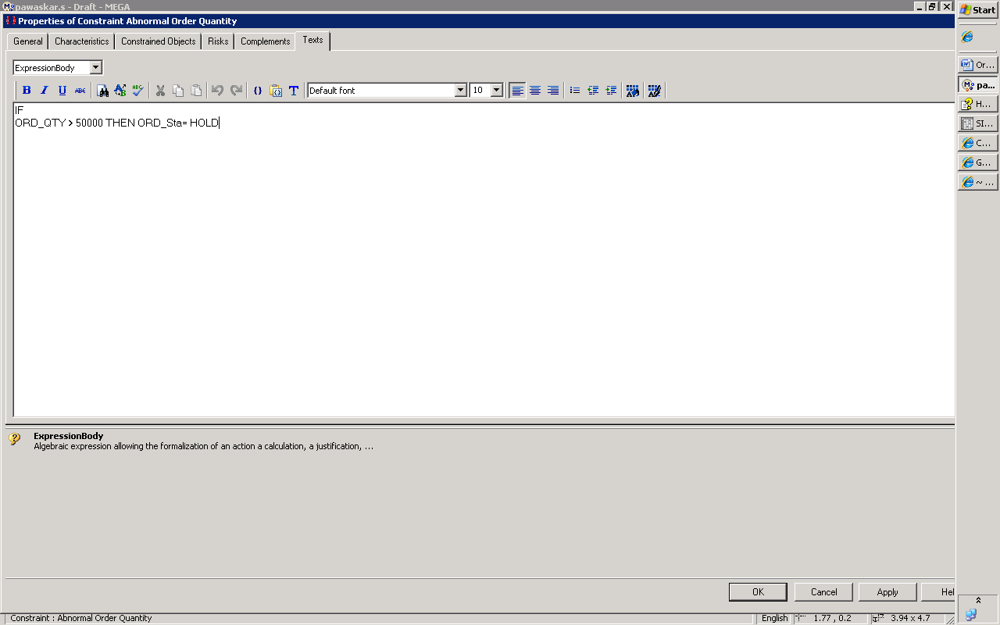 pawaskar.s - Draft - MEGA
Properties of Constraint Abnormal Order Quantity
General Characteristics Constrained Objects Risks Complements Texts
ExpressionBody
B I U ABC ABC {} T Default font 10
IF
ORD_QTY > 50000 THEN ORD_Sta= HOLD
ExpressionBody
Algebraic expression allowing the formalization of an action a calculation, a justification, ...
OK Cancel Apply Hel
Constraint : Abnormal Order Quantity English 1.77 , 0.2 3.94 x 4.7
Start
Or...
pa...
H...
SI...
C...
G...
~ ...